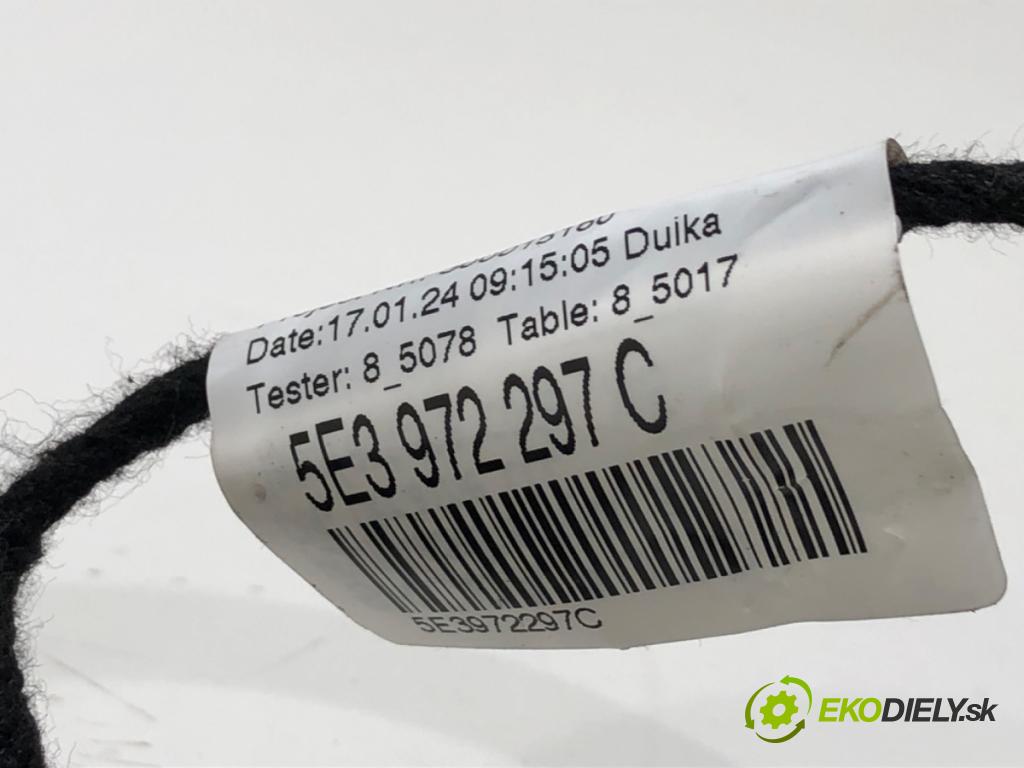 Date:17.01.24 09:15:05 Duika
Tester: 8_5078 Table: 8_5017
5E3 972 297 C
5E3972297C
EKODIELY.sk